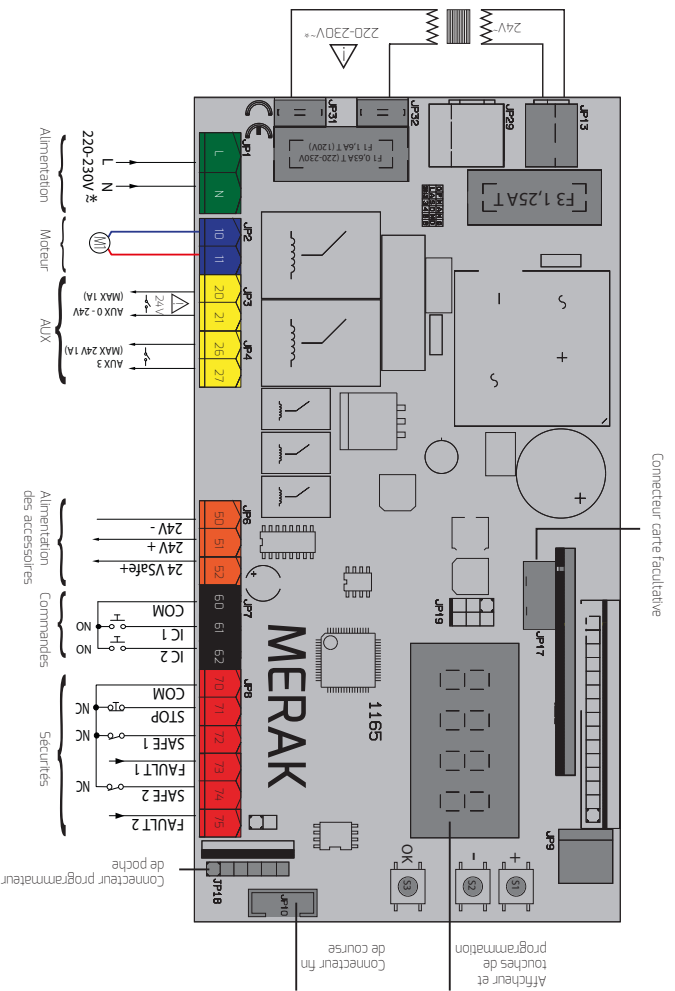 220-230V~*
24V~
JP31
JP32
JP29
JP13
F1 0,63A T (220-230V
F1 1,6A T (120V)
F3 1,25A T
Alimentation
220-230V ≂*
L
N
L
N
JP1
Moteur
M1
10
11
JP2
AUX
AUX 0 - 24V
(MAX 1A)
24V
20
21
JP3
AUX 3
(MAX 24V 1A)
26
27
JP4
Alimentation
des accessoires
24V -
24V +
24 VSafe+
50
51
52
JP6
Commandes
NO
NO
COM
IC 1
IC 2
60
61
62
JP7
Sécurités
NC
NC
NC
COM
STOP
SAFE 1
FAULT 1
SAFE 2
FAULT 2
70
71
72
73
74
75
JP8
MERAK
1165
JP19
JP17
Connecteur carte facultative
JP9
+
-
OK
S1
S2
S3
Connecteur programmateur
de poche
JP18
JP10
Connecteur fin
de course
Afficheur et
touches de
programmation